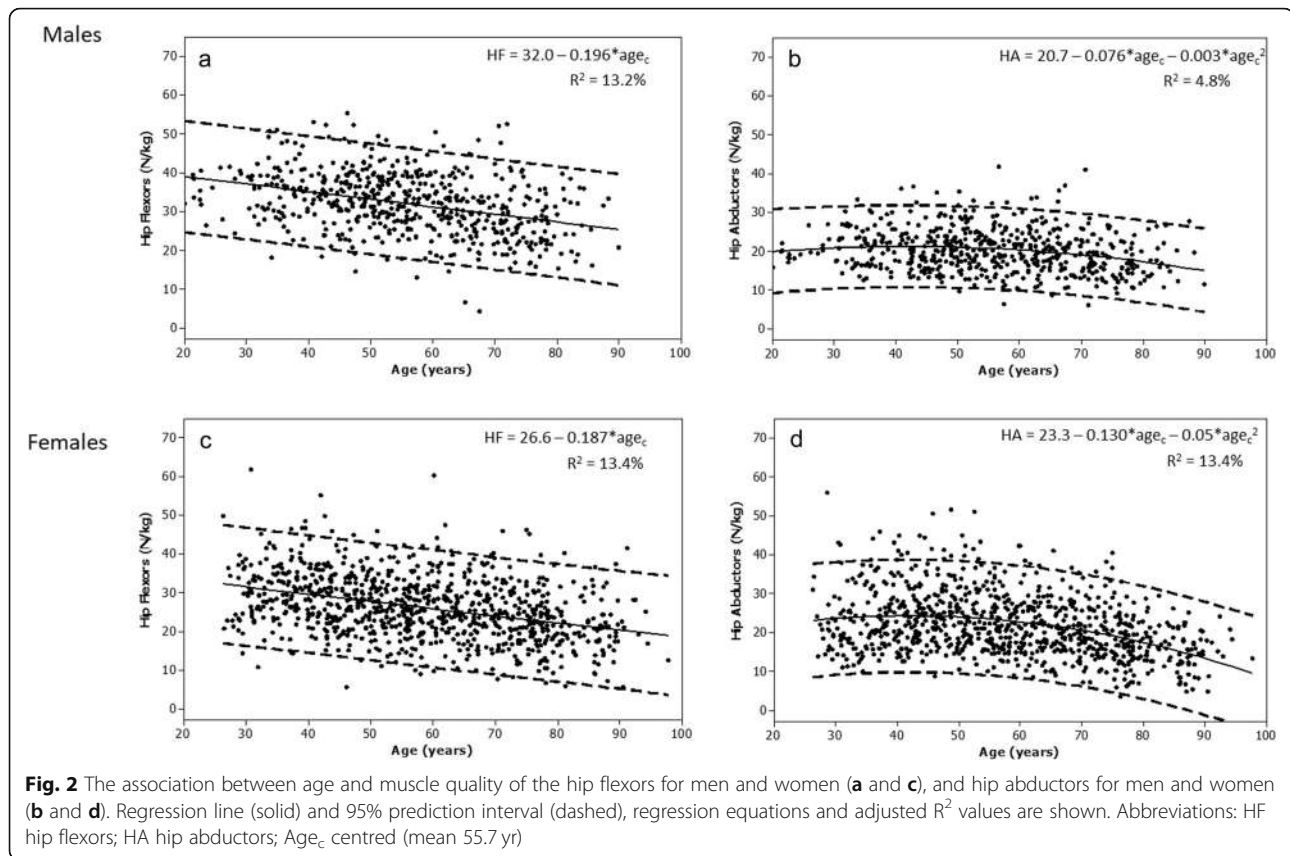 Males
a
HF = 32.0 – 0.196*age_c
R² = 13.2%
70
60
50
40
30
20
10
0
Hip Flexors (N/kg)
20 30 40 50 60 70 80 90 100
Age (years)
b
HA = 20.7 – 0.076*age_c – 0.003*age_c²
R² = 4.8%
70
60
50
40
30
20
10
0
Hip Abductors (N/kg)
20 30 40 50 60 70 80 90 100
Age (years)
Females
c
HF = 26.6 – 0.187*age_c
R² = 13.4%
70
60
50
40
30
20
10
0
Hip Flexors (N/kg)
20 30 40 50 60 70 80 90 100
Age (years)
d
HA = 23.3 – 0.130*age_c – 0.05*age_c²
R² = 13.4%
70
60
50
40
30
20
10
0
Hip Abductors (N/kg)
20 30 40 50 60 70 80 90 100
Age (years)
Fig. 2 The association between age and muscle quality of the hip flexors for men and women (a and c), and hip abductors for men and women
(b and d). Regression line (solid) and 95% prediction interval (dashed), regression equations and adjusted R² values are shown. Abbreviations: HF
hip flexors; HA hip abductors; Age_c centred (mean 55.7 yr)